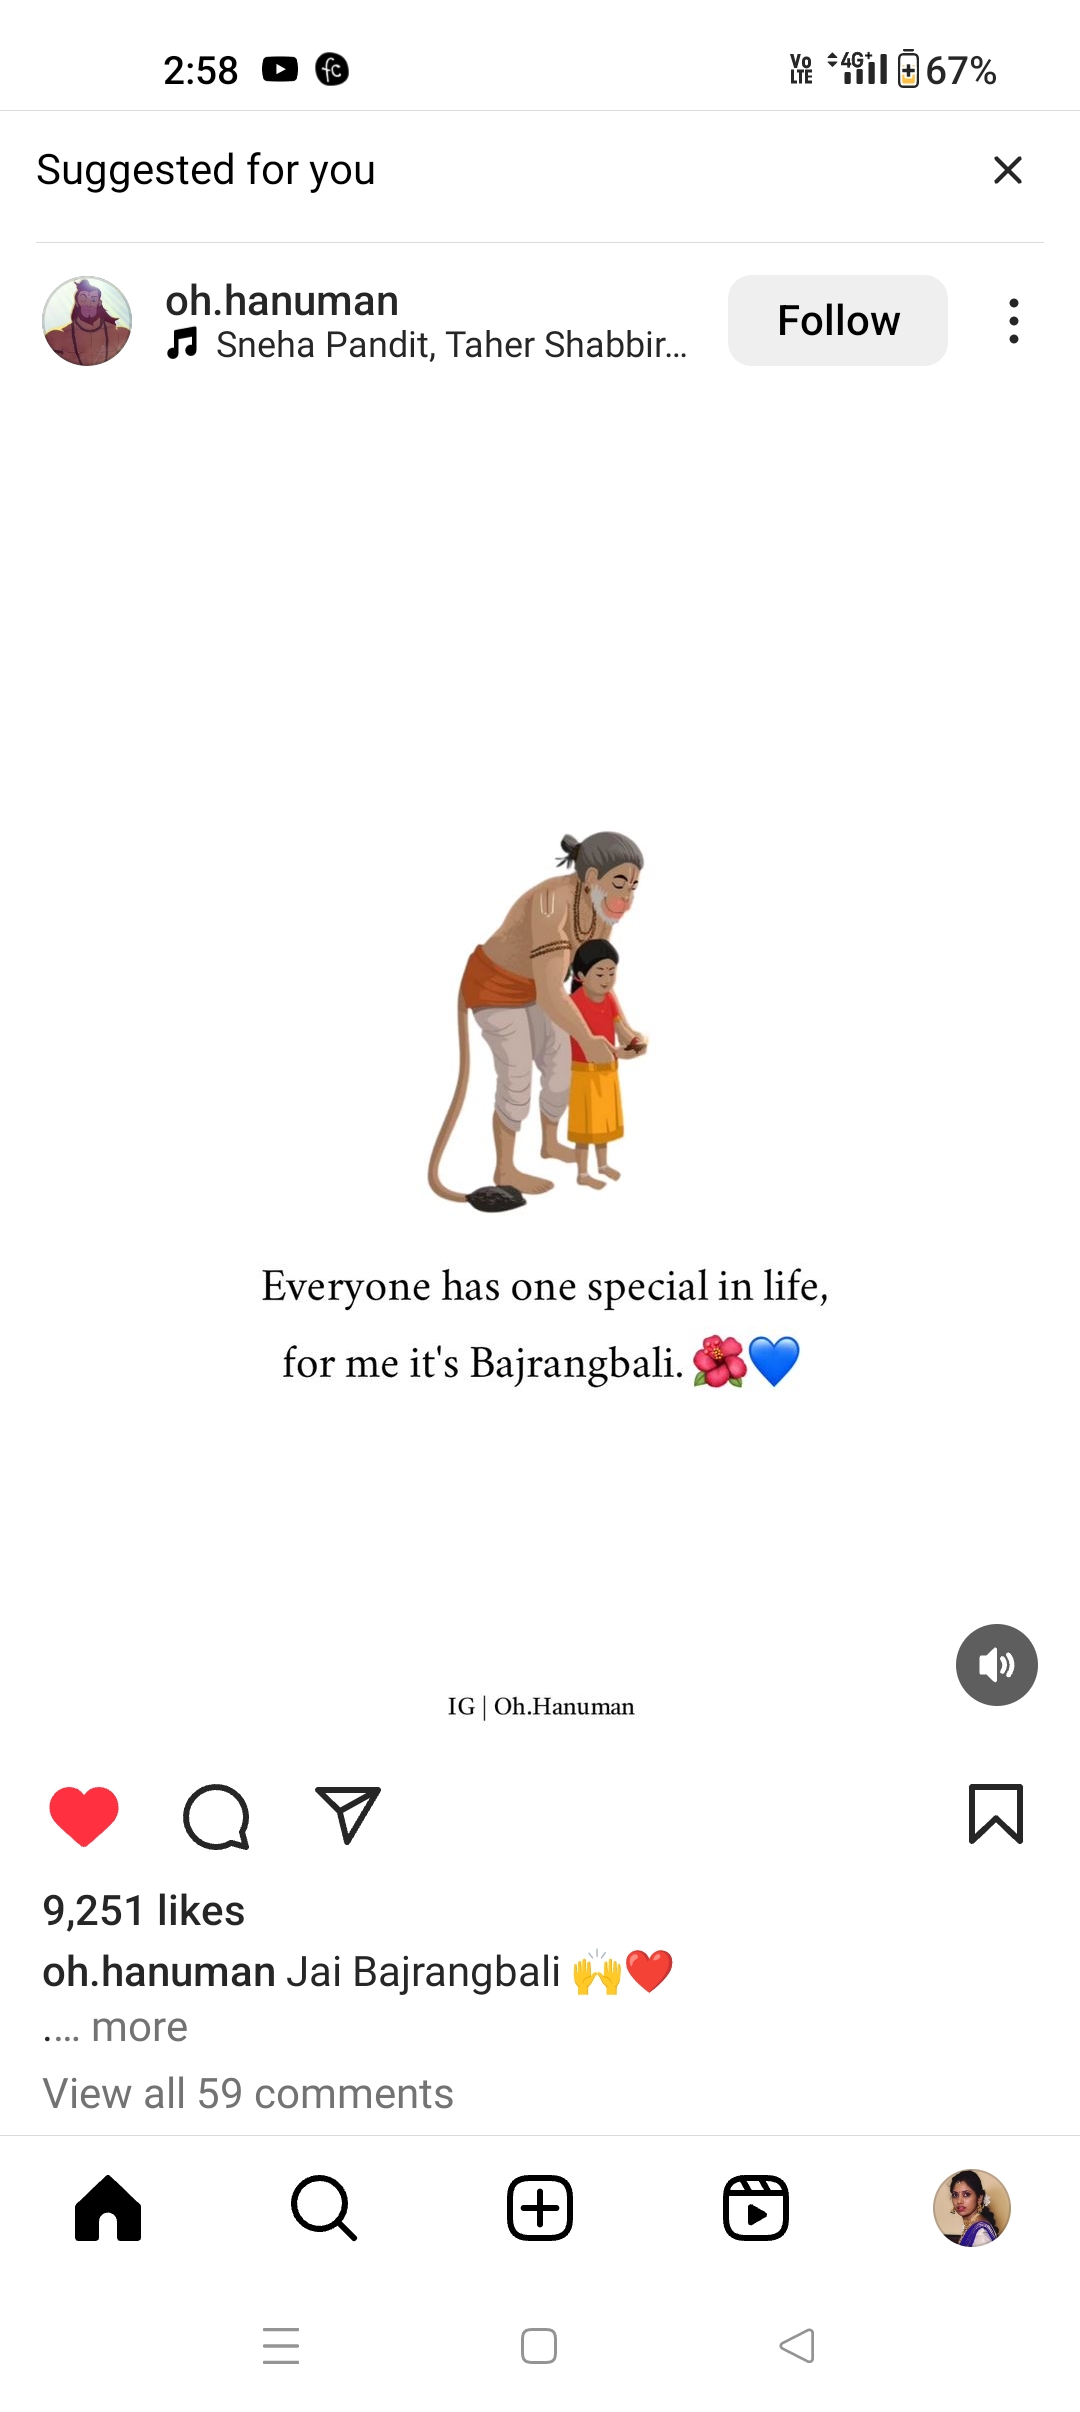 2:58
Vo LTE 4G+ 67%
Suggested for you
oh.hanuman
Sneha Pandit, Taher Shabbir...
Follow
Everyone has one special in life,
for me it's Bajrangbali.🌺💙
IG | Oh.Hanuman
9,251 likes
oh.hanuman Jai Bajrangbali 🙌❤️
.... more
View all 59 comments